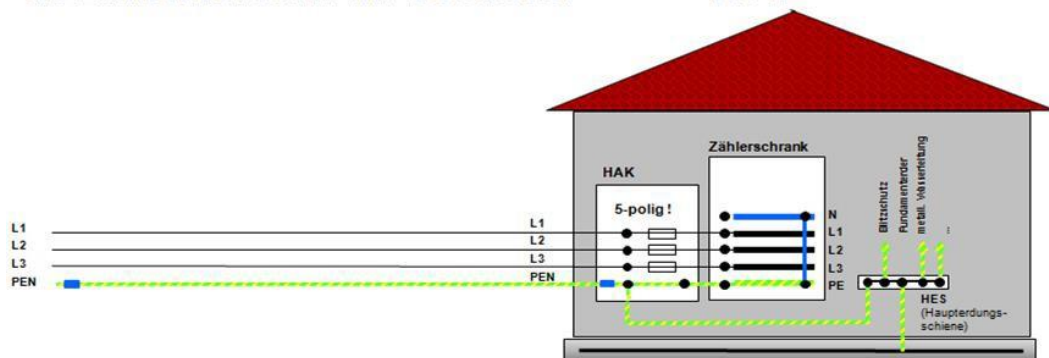 Zählerschrank
HAK
5-polig !
L1
L2
L3
PEN
L1
L2
L3
PEN
N
L1
L2
L3
PE
Blitzschutz
Fundamenterder
metall. Wasserleitung
...
HES
(Haupterdungs-
schiene)